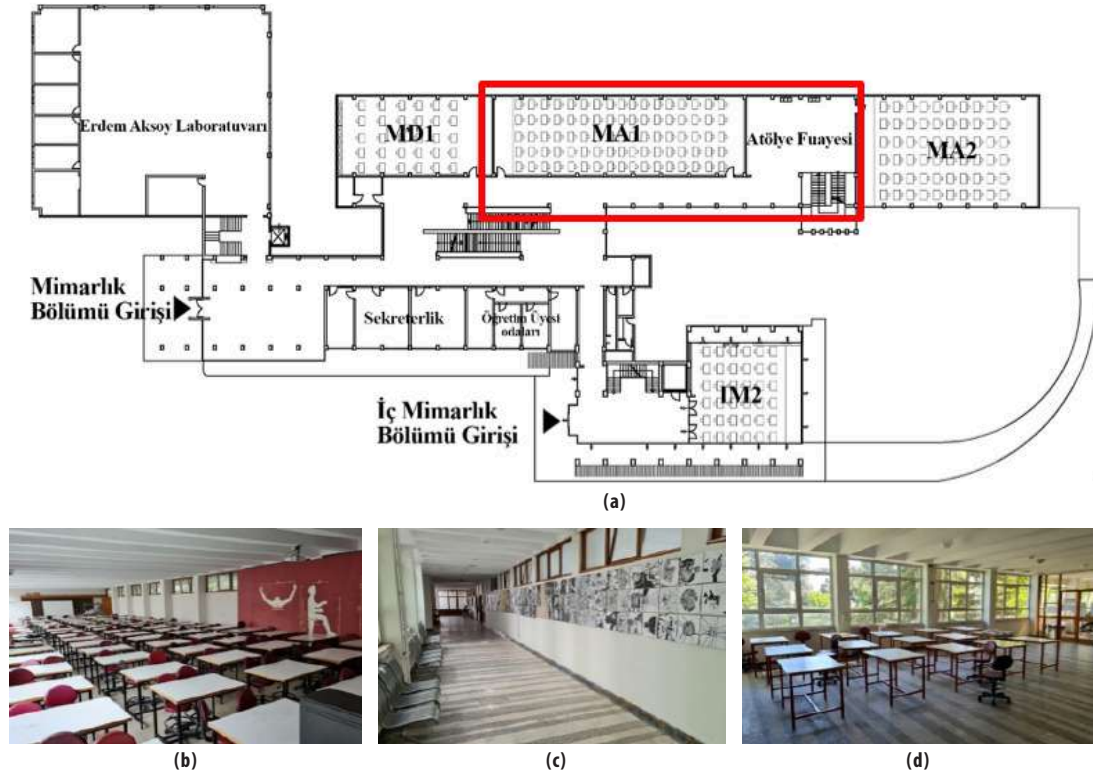 Erdem Aksoy Laboratuvarı
MD1
MA1
Atölye Fuayesi
MA2
Mimarlık
Bölümü Girişi
Sekreterlik
Öğretim Üyesi
odaları
İç Mimarlık
Bölümü Girişi
IM2
(a)
(b)
(c)
(d)